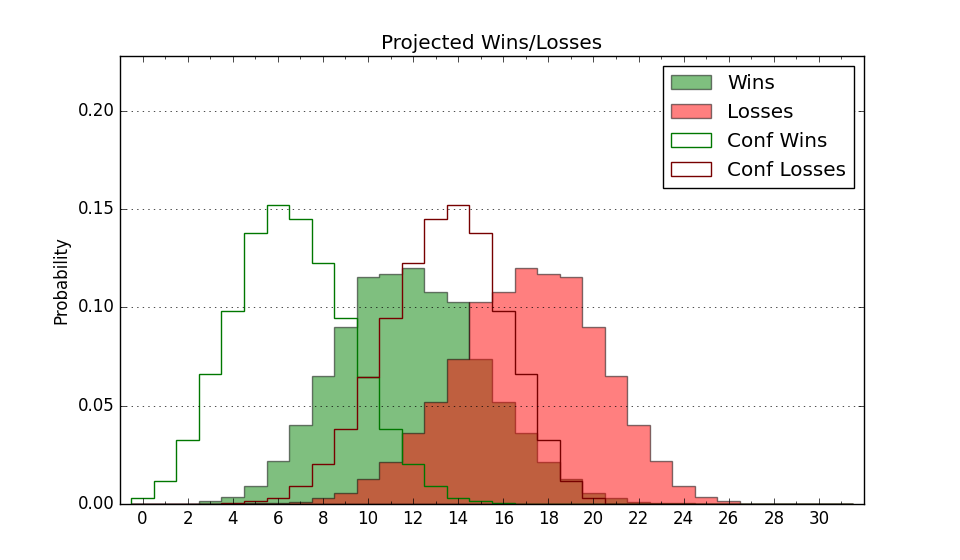 Projected Wins/Losses
Wins
Losses
Conf Wins
Conf Losses
Probability
0.20
0.15
0.10
0.05
0.00
0 2 4 6 8 10 12 14 16 18 20 22 24 26 28 30